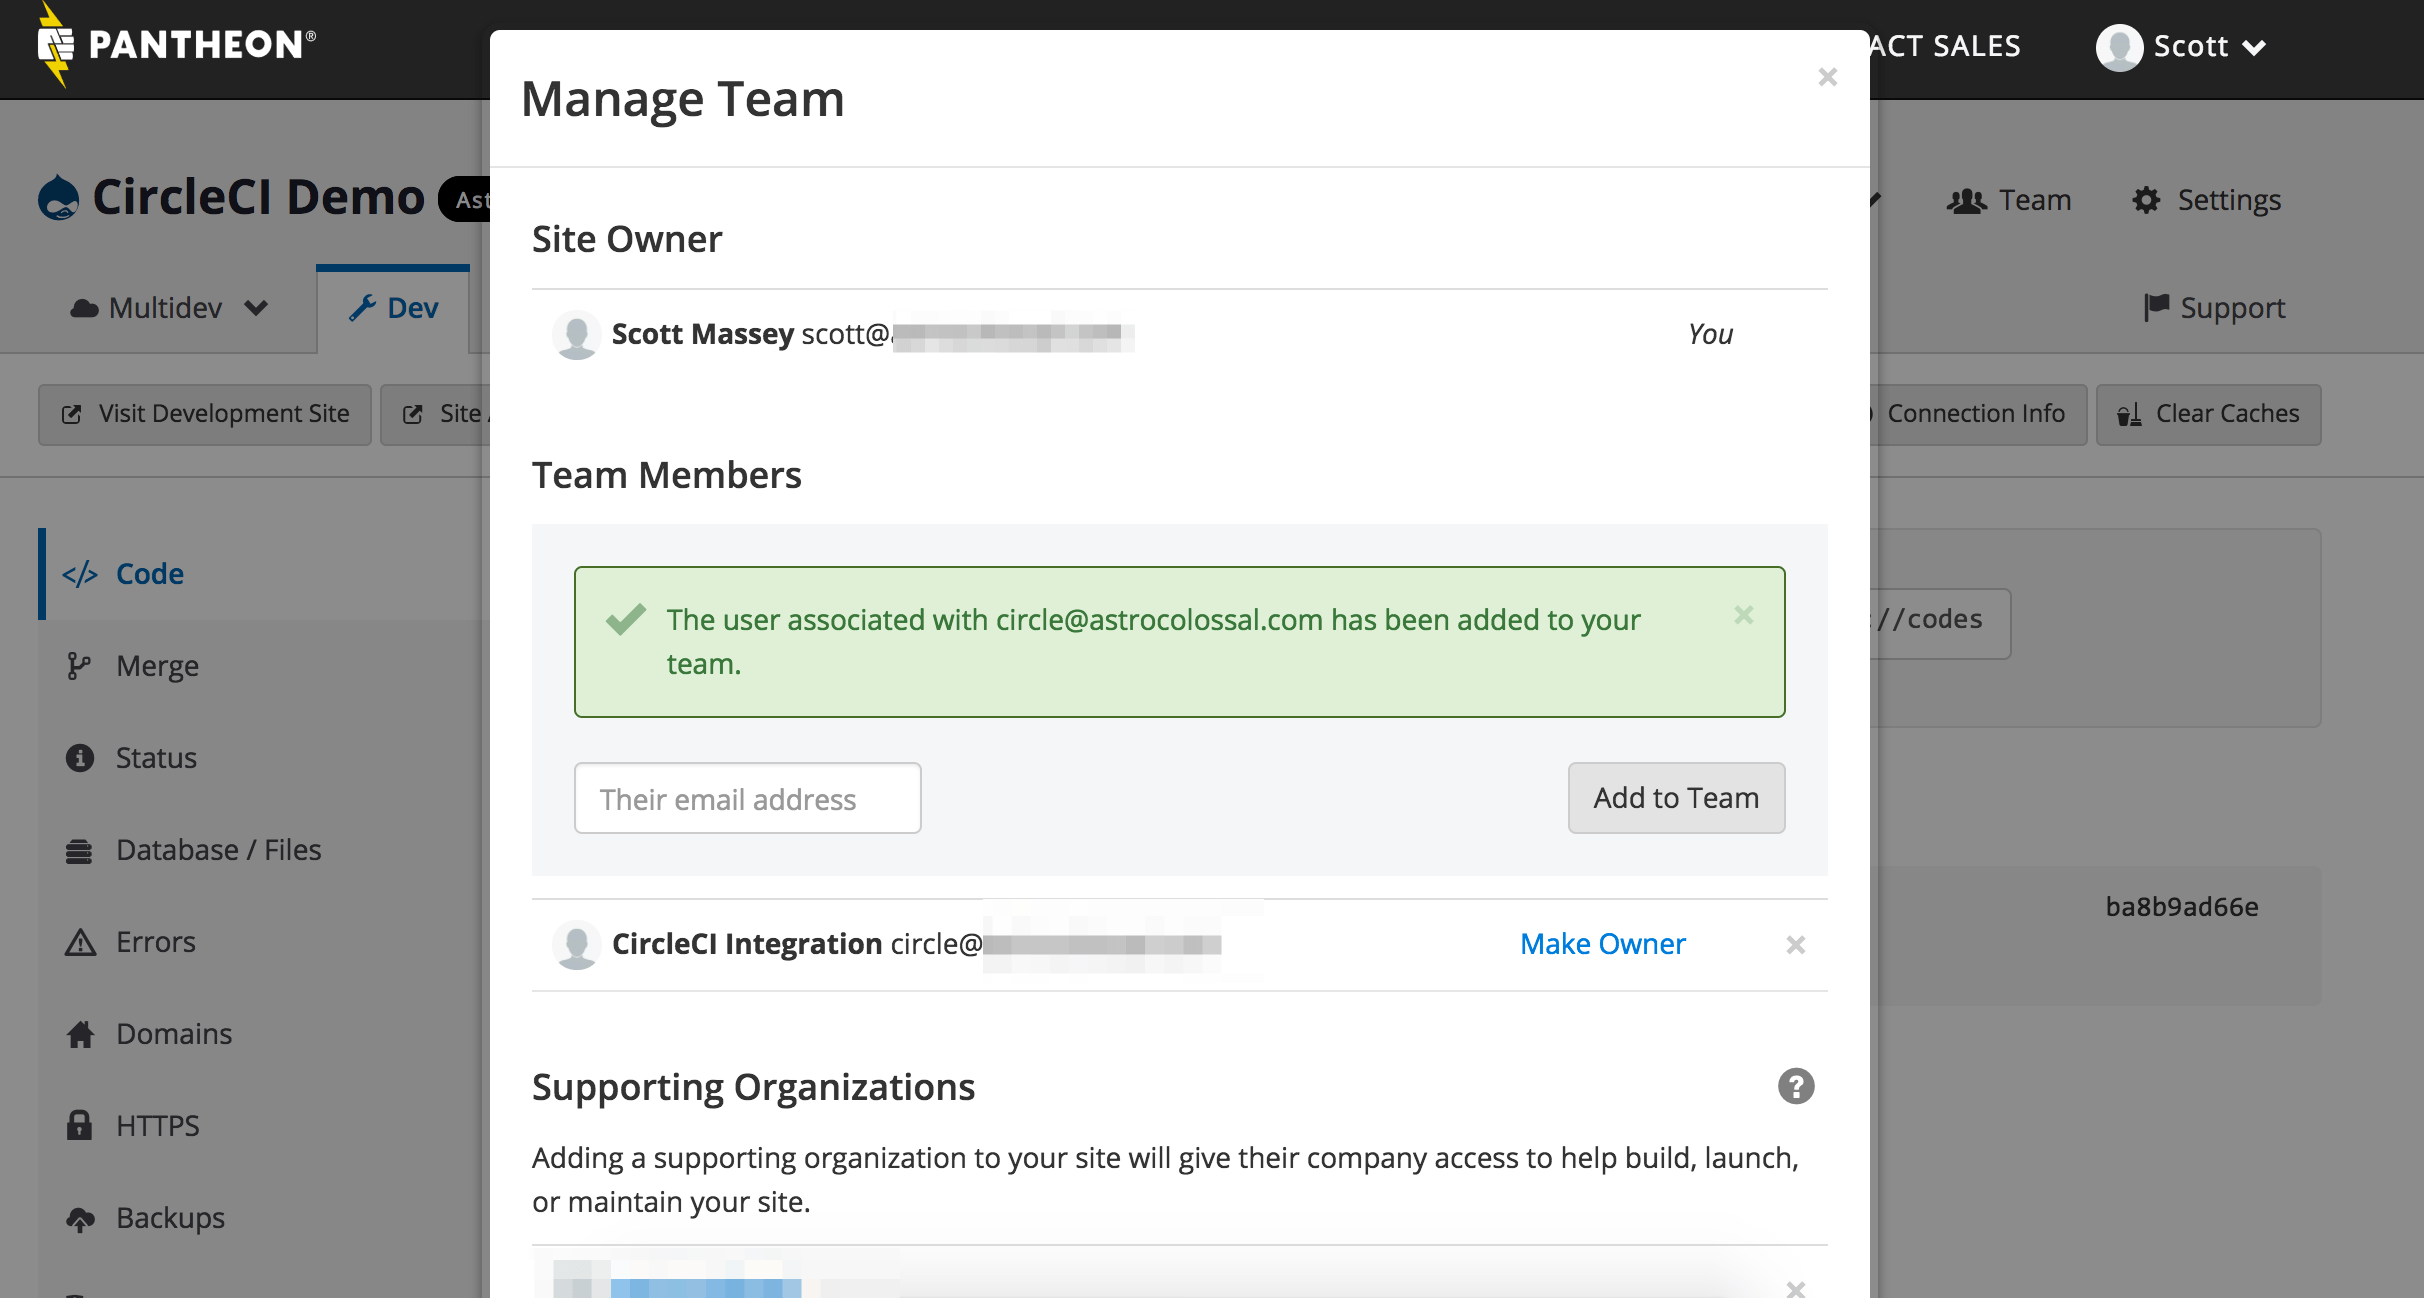 PANTHEON®
ACT SALES
Scott
Manage Team
CircleCI Demo
Ast
Team
Settings
Site Owner
Multidev
Dev
Support
Scott Massey scott@
You
Visit Development Site
Site
Connection Info
Clear Caches
Team Members
Code
The user associated with circle@astrocolossal.com has been added to your
team.
://codes
Merge
Status
Their email address
Add to Team
Database / Files
ba8b9ad66e
Errors
CircleCI Integration circle@
Make Owner
Domains
Supporting Organizations
HTTPS
Adding a supporting organization to your site will give their company access to help build, launch,
or maintain your site.
Backups